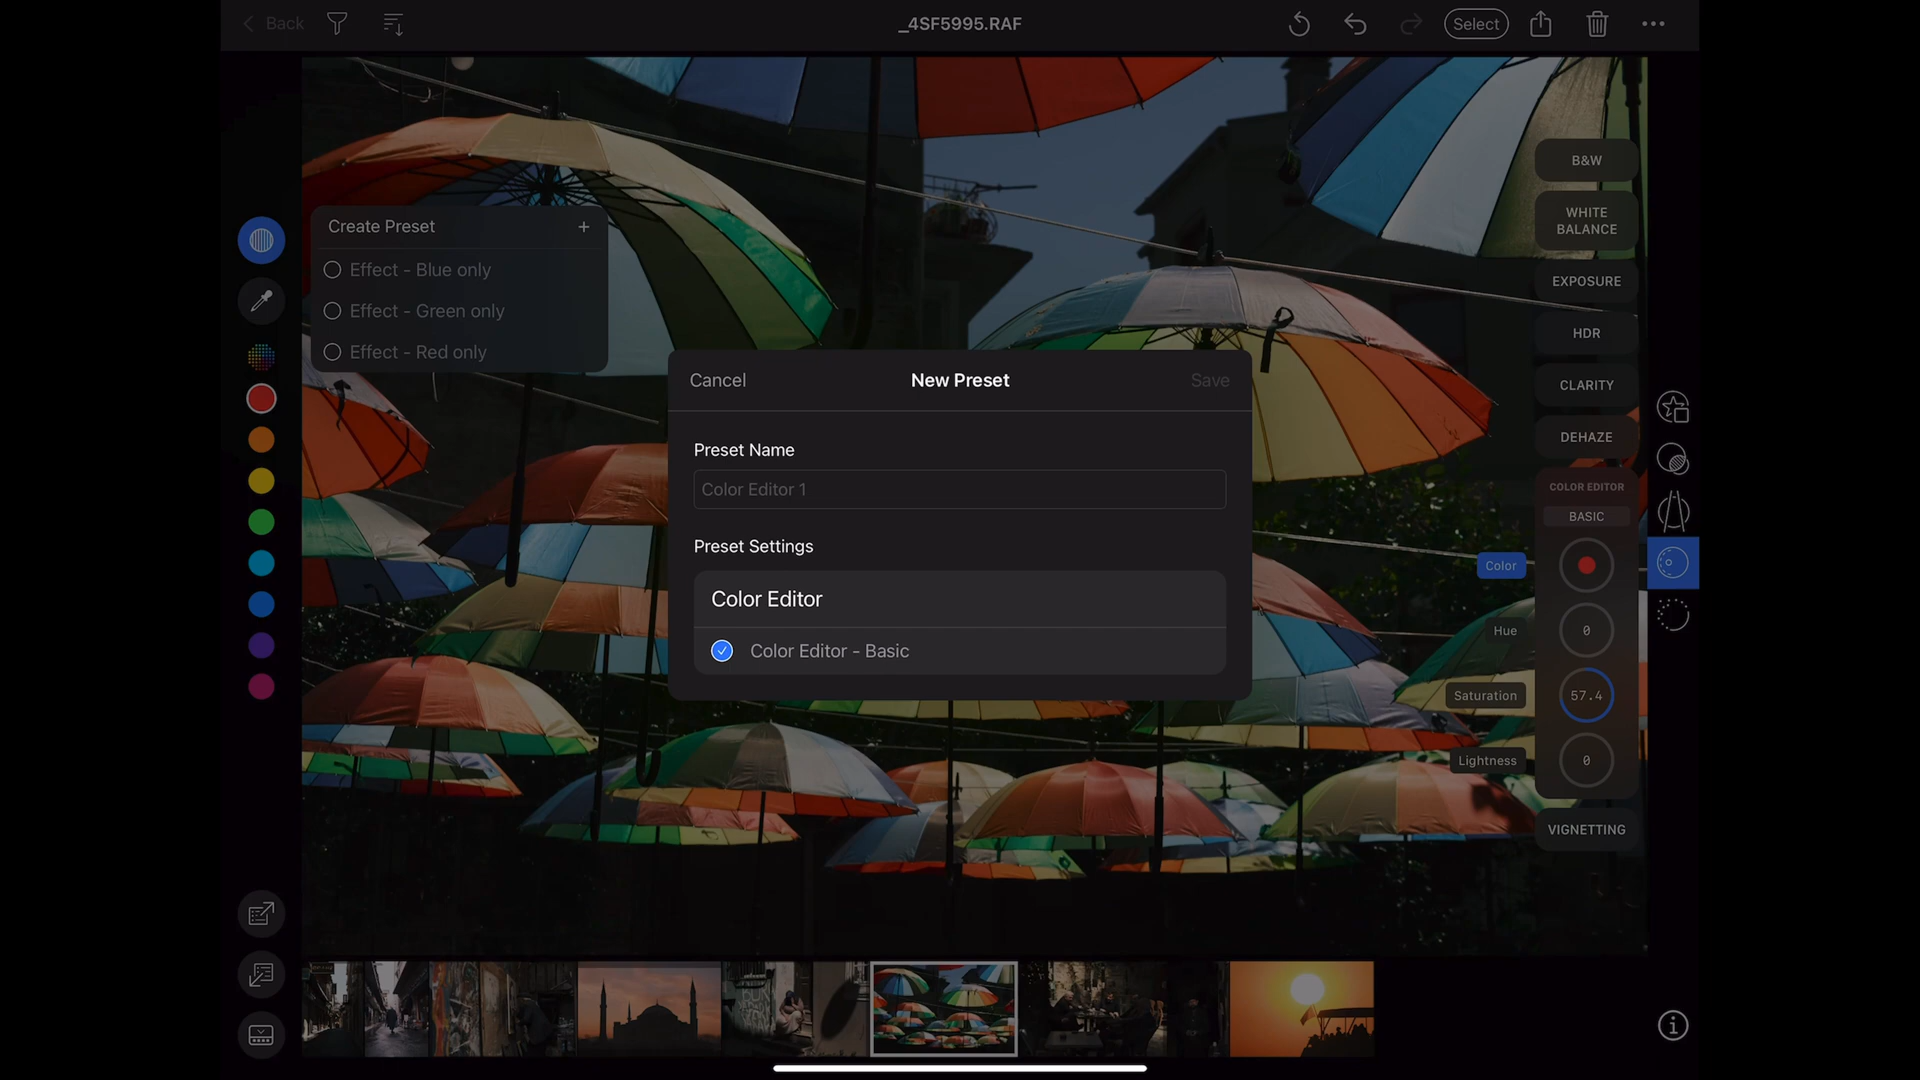 Back
_4SF5995.RAF
Select
Create Preset +
Effect - Blue only
Effect - Green only
Effect - Red only
Cancel
New Preset
Save
Preset Name
Color Editor 1
Preset Settings
Color Editor
Color Editor - Basic
B&W
WHITE
BALANCE
EXPOSURE
HDR
CLARITY
DEHAZE
COLOR EDITOR
BASIC
Color
Hue
0
Saturation
57.4
Lightness
0
VIGNETTING